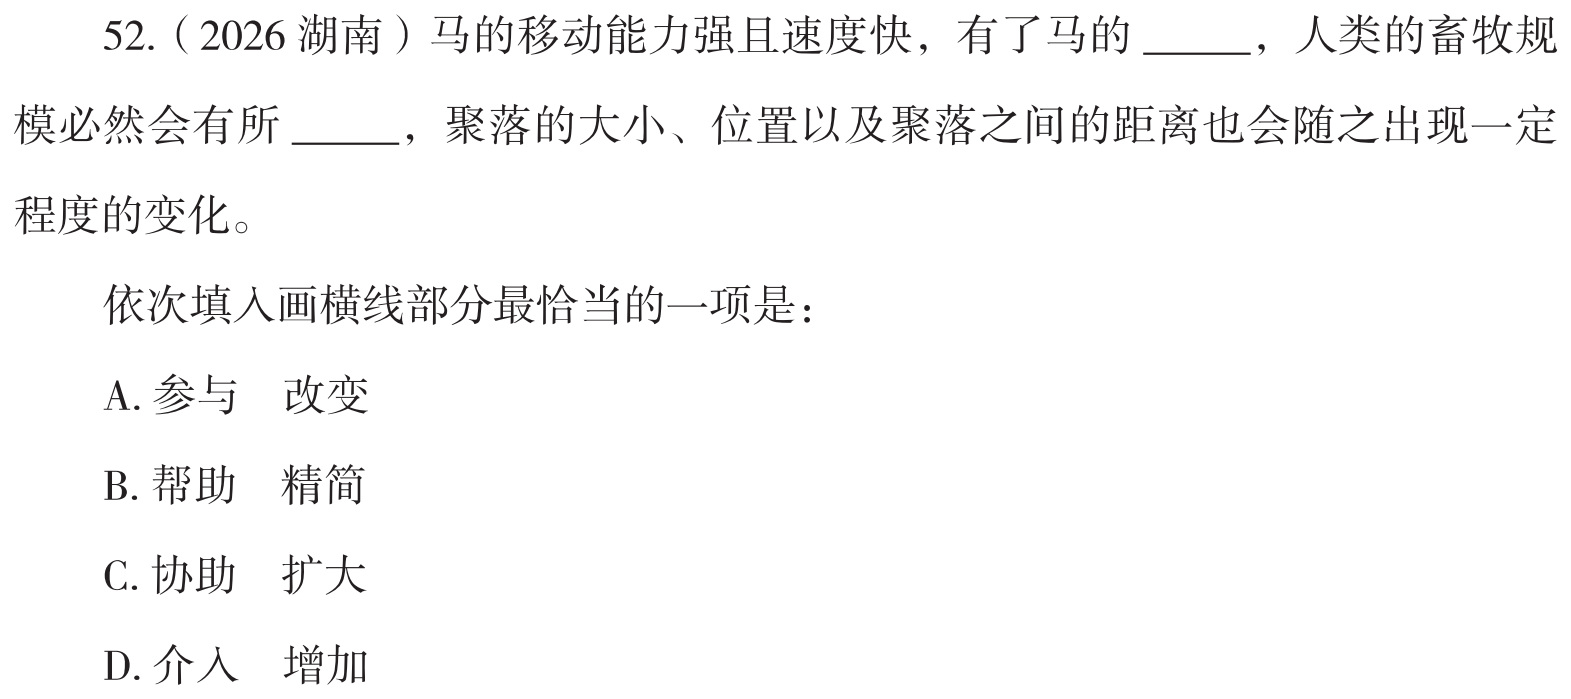 52.（2026 湖南）马的移动能力强且速度快，有了马的 _____，人类的畜牧规
模必然会有所 _____，聚落的大小、位置以及聚落之间的距离也会随之出现一定
程度的变化。
依次填入画横线部分最恰当的一项是：
A. 参与　改变
B. 帮助　精简
C. 协助　扩大
D. 介入　增加